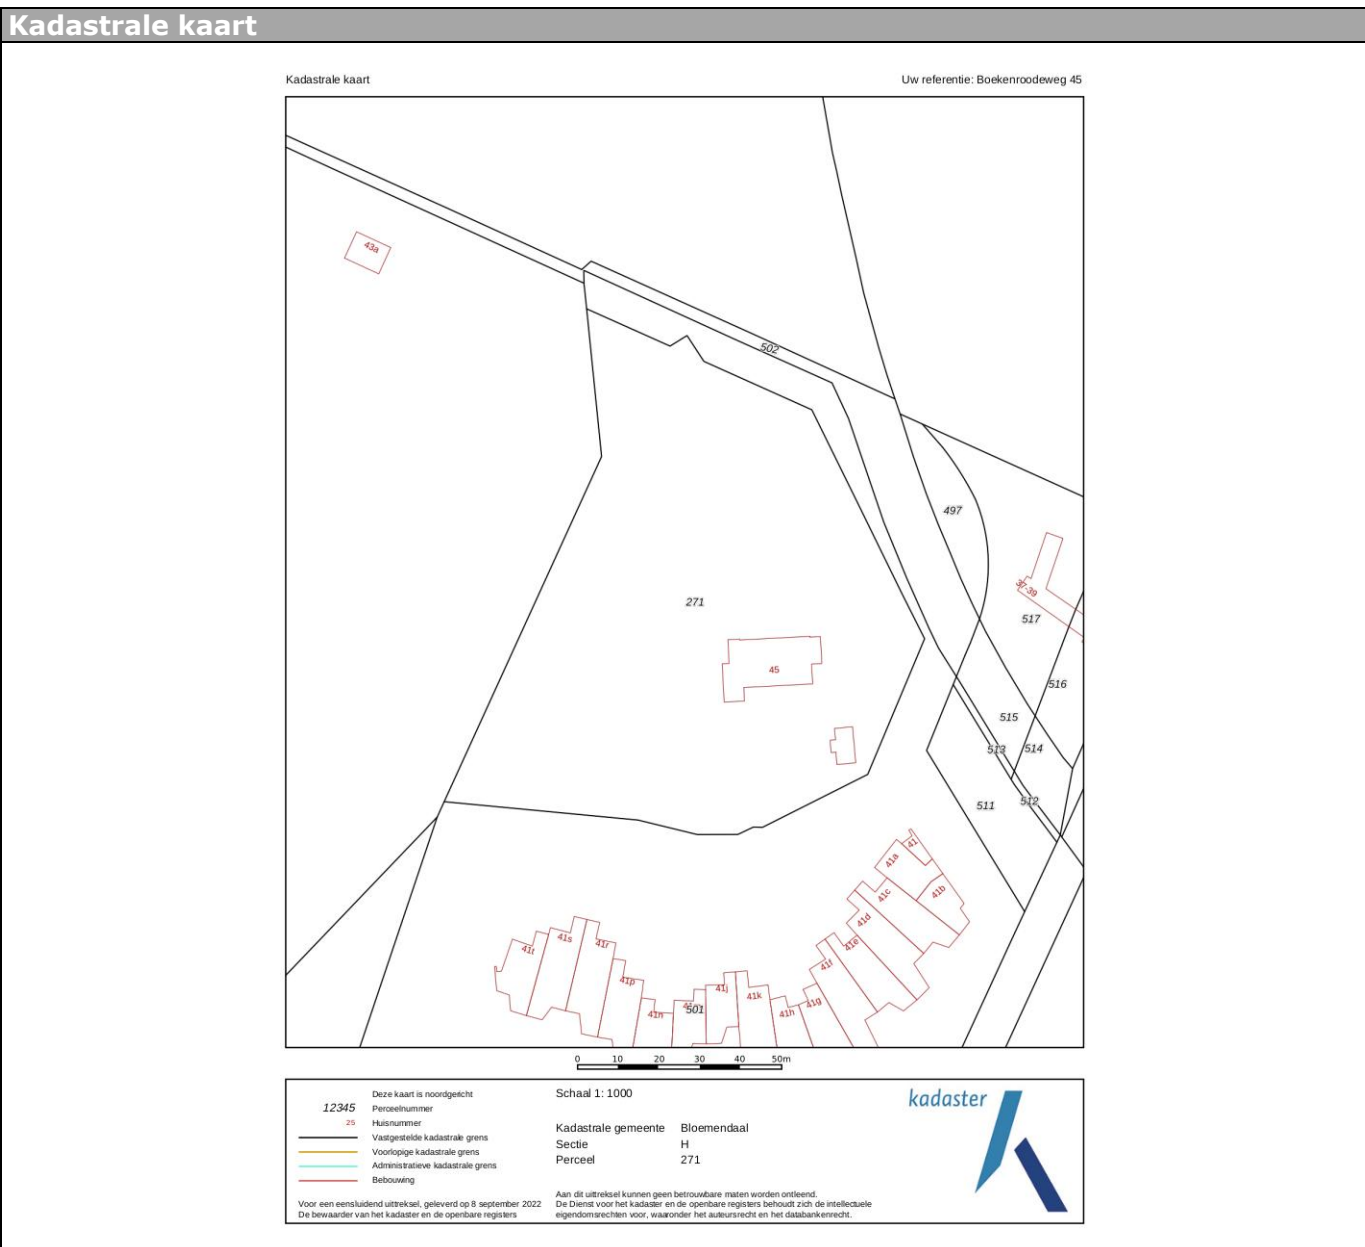 Kadastrale kaart
Kadastrale kaart
Uw referentie: Boekenroodeweg 45
43a
502
497
37-39
271
517
45
516
515
513
514
511
512
41
41a
41b
41c
41d
41e
41f
41g
41h
41k
41j
501
41n
41p
41r
41s
41t
0 10 20 30 40 50m
Deze kaart is noordgericht
12345 Perceelnummer
25 Huisnummer
Vastgestelde kadastrale grens
Voorlopige kadastrale grens
Administratieve kadastrale grens
Bebouwing
Voor een eensluidend uittreksel, geleverd op 8 september 2022
De bewaarder van het kadaster en de openbare registers
Schaal 1: 1000
Kadastrale gemeente Bloemendaal
Sectie H
Perceel 271
Aan dit uittreksel kunnen geen betrouwbare maten worden ontleend.
De Dienst voor het kadaster en de openbare registers behoudt zich de intellectuele
eigendomsrechten voor, waaronder het auteursrecht en het databankenrecht.
kadaster